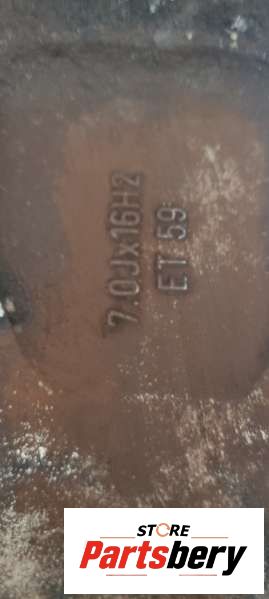 7.0Jx16H2
ET 59
STORE
Partsbery